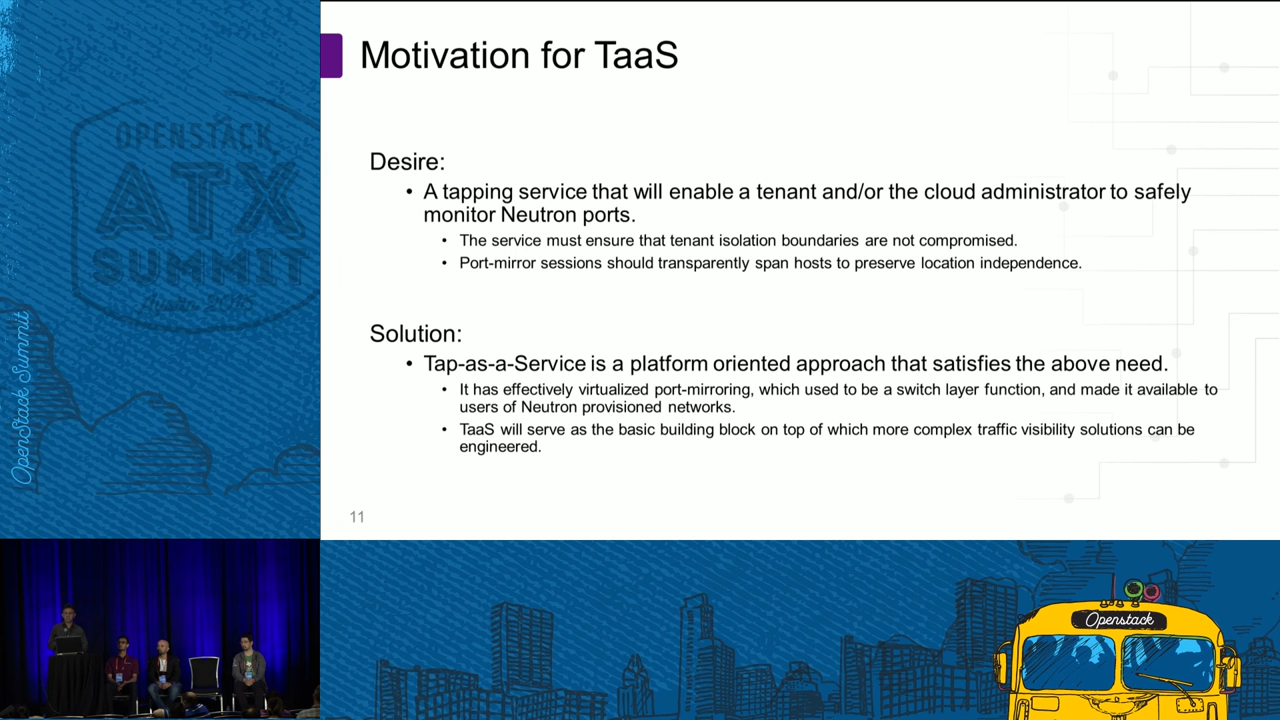 Motivation for TaaS
Desire:
• A tapping service that will enable a tenant and/or the cloud administrator to safely
monitor Neutron ports.
• The service must ensure that tenant isolation boundaries are not compromised.
• Port-mirror sessions should transparently span hosts to preserve location independence.
Solution:
• Tap-as-a-Service is a platform oriented approach that satisfies the above need.
• It has effectively virtualized port-mirroring, which used to be a switch layer function, and made it available to
users of Neutron provisioned networks.
• TaaS will serve as the basic building block on top of which more complex traffic visibility solutions can be
engineered.
11
OPENSTACK
ATX
SUMMIT
Austin 2016
OpenStack Summit
Openstack